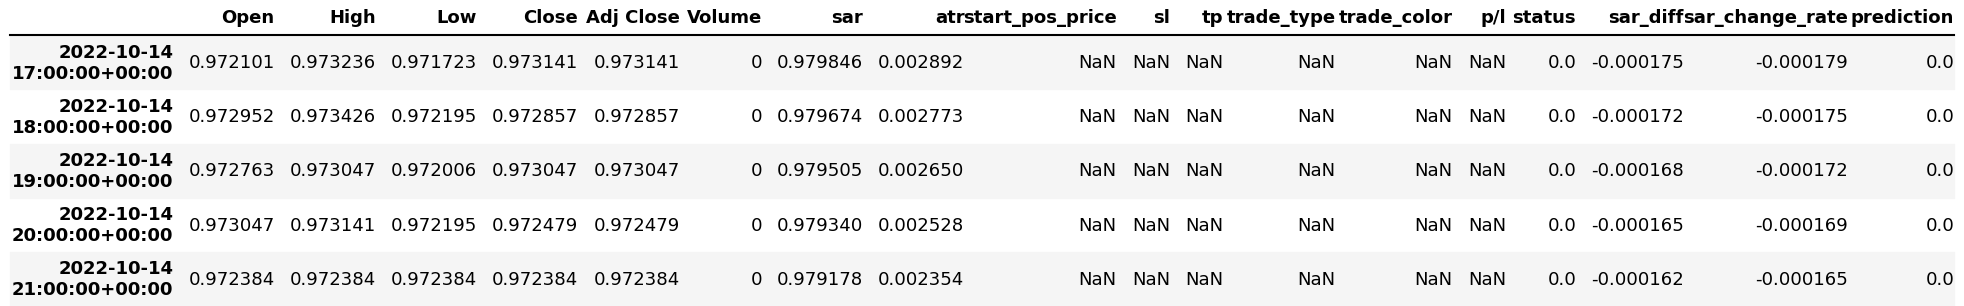 Open High Low Close Adj Close Volume sar atr start_pos_price sl tp trade_type trade_color p/l status sar_diff sar_change_rate prediction
2022-10-14
17:00:00+00:00 0.972101 0.973236 0.971723 0.973141 0.973141 0 0.979846 0.002892 NaN NaN NaN NaN NaN NaN 0.0 -0.000175 -0.000179 0.0
2022-10-14
18:00:00+00:00 0.972952 0.973426 0.972195 0.972857 0.972857 0 0.979674 0.002773 NaN NaN NaN NaN NaN NaN 0.0 -0.000172 -0.000175 0.0
2022-10-14
19:00:00+00:00 0.972763 0.973047 0.972006 0.973047 0.973047 0 0.979505 0.002650 NaN NaN NaN NaN NaN NaN 0.0 -0.000168 -0.000172 0.0
2022-10-14
20:00:00+00:00 0.973047 0.973141 0.972195 0.972479 0.972479 0 0.979340 0.002528 NaN NaN NaN NaN NaN NaN 0.0 -0.000165 -0.000169 0.0
2022-10-14
21:00:00+00:00 0.972384 0.972384 0.972384 0.972384 0.972384 0 0.979178 0.002354 NaN NaN NaN NaN NaN NaN 0.0 -0.000162 -0.000165 0.0